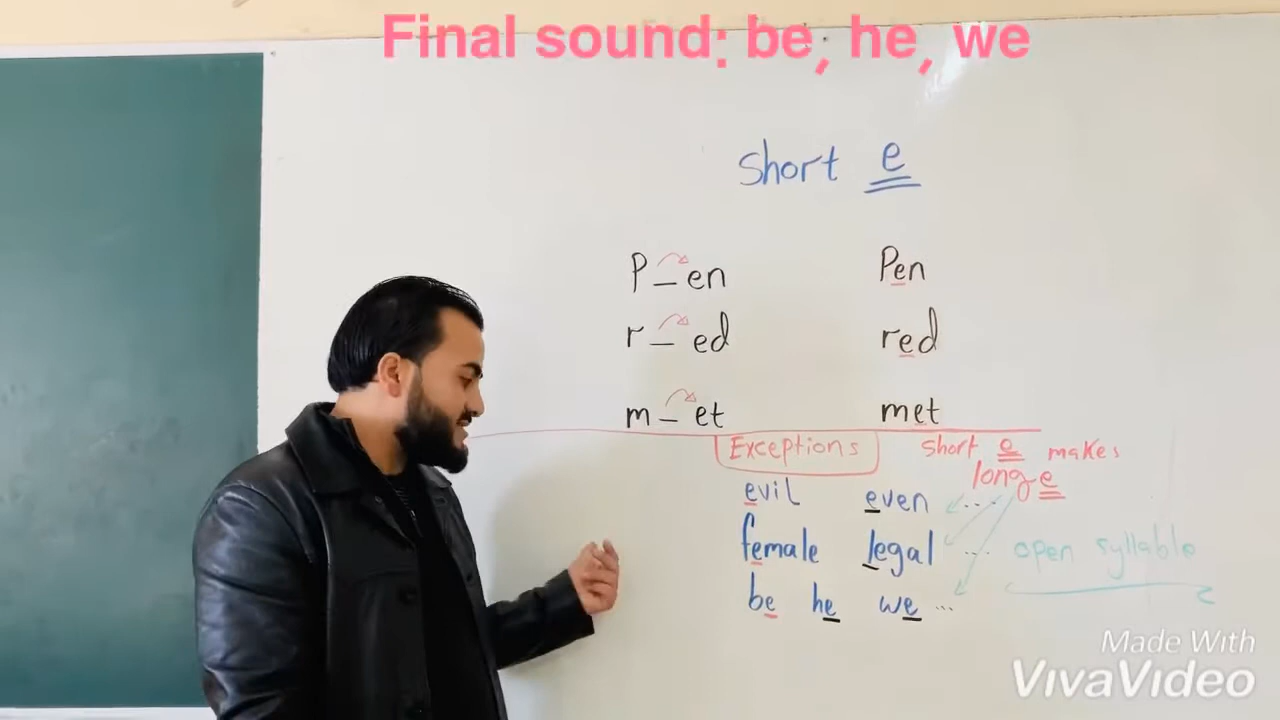 Final sound: be, he, we
Short e
P_en Pen
r_ed red
m_et met
Exceptions short e makes
long e
evil even ...
female legal ... open syllable
be he we ...
Made With
VivaVideo